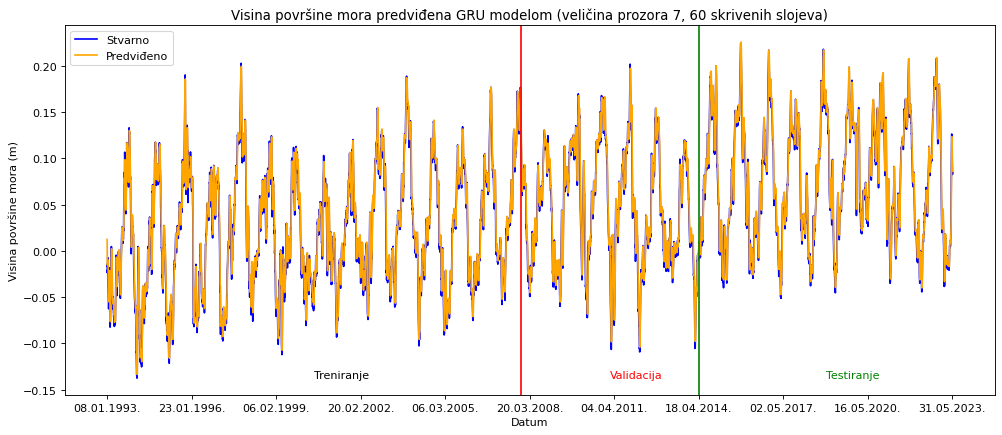 Visina površine mora predviđena GRU modelom (veličina prozora 7, 60 skrivenih slojeva)
Stvarno
Predviđeno
Visina površine mora (m)
0.20
0.15
0.10
0.05
0.00
−0.05
−0.10
−0.15
Treniranje
Validacija
Testiranje
08.01.1993.
23.01.1996.
06.02.1999.
20.02.2002.
06.03.2005.
20.03.2008.
04.04.2011.
18.04.2014.
02.05.2017.
16.05.2020.
31.05.2023.
Datum